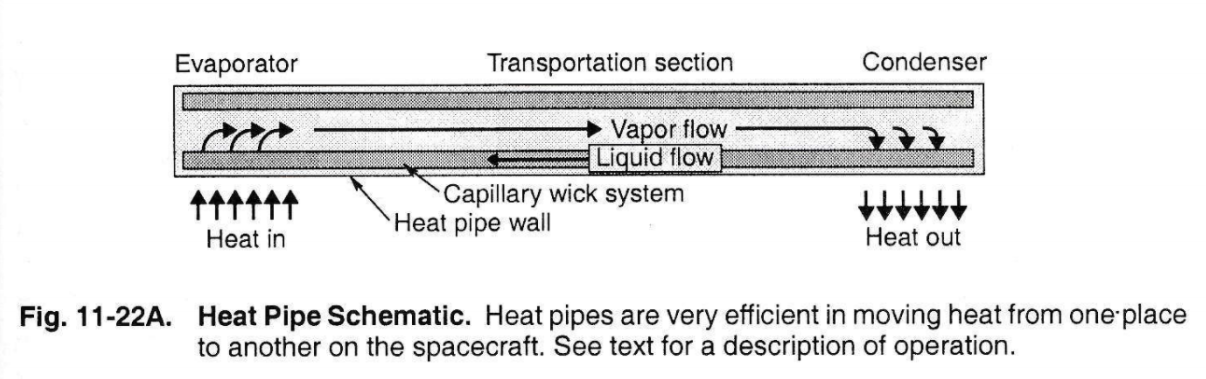 Evaporator Transportation section Condenser
Vapor flow
Liquid flow
Capillary wick system
Heat pipe wall
Heat in
Heat out
Fig. 11-22A. Heat Pipe Schematic. Heat pipes are very efficient in moving heat from one place
to another on the spacecraft. See text for a description of operation.